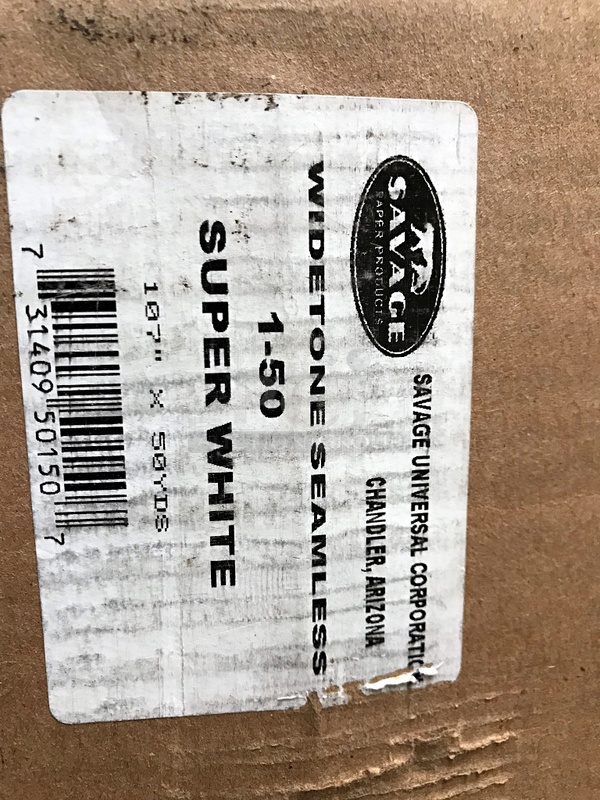 SAVAGE
PAPER PRODUCTS
SAVAGE UNIVERSAL
CHANDLER, ARIZONA
WIDETONE SEAMLESS
1-50
SUPER WHITE
107" X 50YDS
7 31409 50150 7